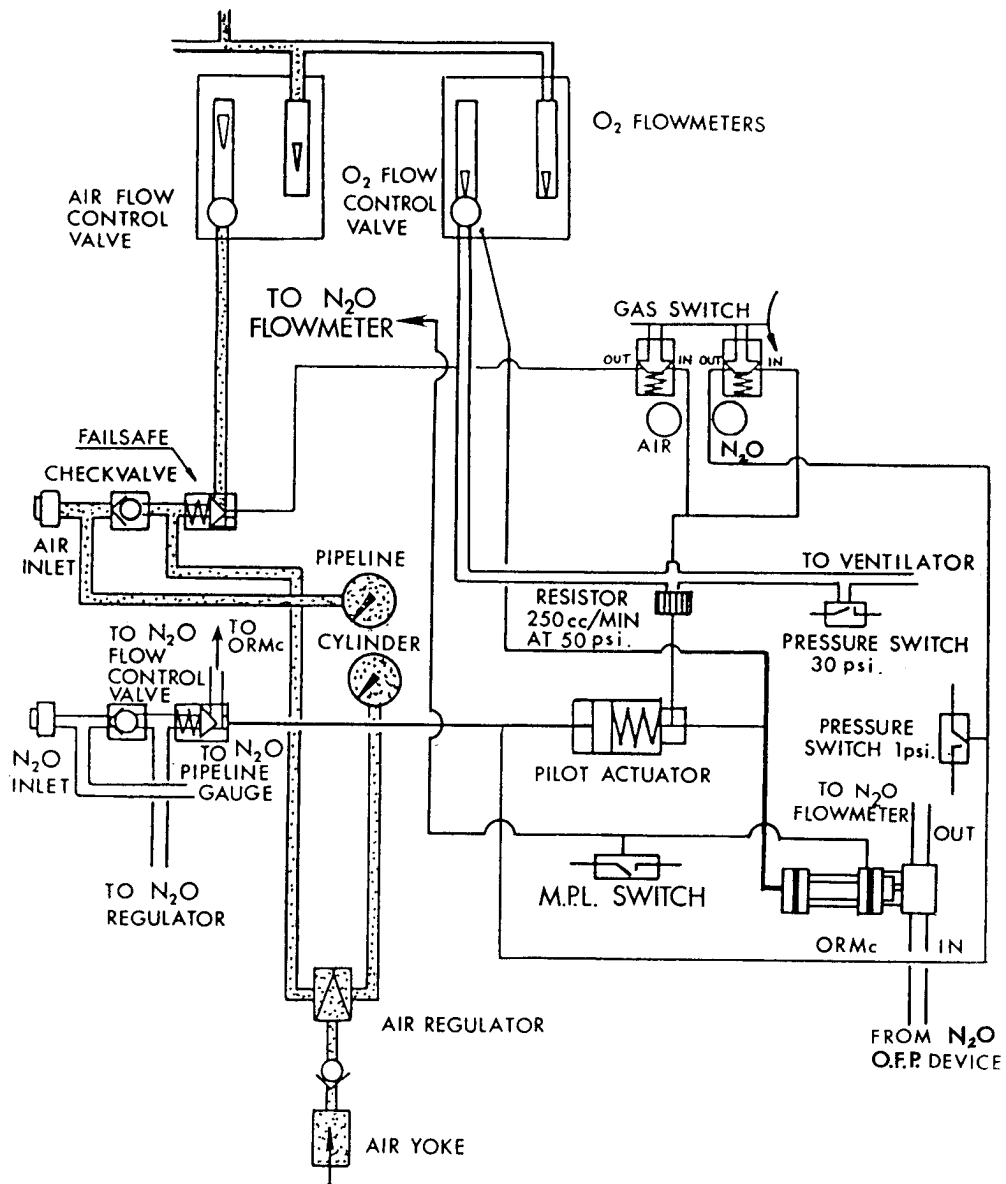 O₂ FLOWMETERS
AIR FLOW
CONTROL
VALVE
O₂ FLOW
CONTROL
VALVE
TO N₂O
FLOWMETER
GAS SWITCH
OUT
IN
OUT
IN
AIR
N₂O
FAILSAFE
CHECKVALVE
AIR
INLET
PIPELINE
TO VENTILATOR
RESISTOR
250cc/MIN
AT 50psi.
PRESSURE SWITCH
30 psi.
CYLINDER
TO N₂O
FLOW
CONTROL
VALVE
TO
ORMc
N₂O
INLET
TO N₂O
PIPELINE
GAUGE
PILOT ACTUATOR
PRESSURE
SWITCH 1psi.
TO N₂O
FLOWMETER
OUT
TO N₂O
REGULATOR
M.P.L. SWITCH
ORMc
IN
AIR REGULATOR
FROM N₂O
O.F.P. DEVICE
AIR YOKE